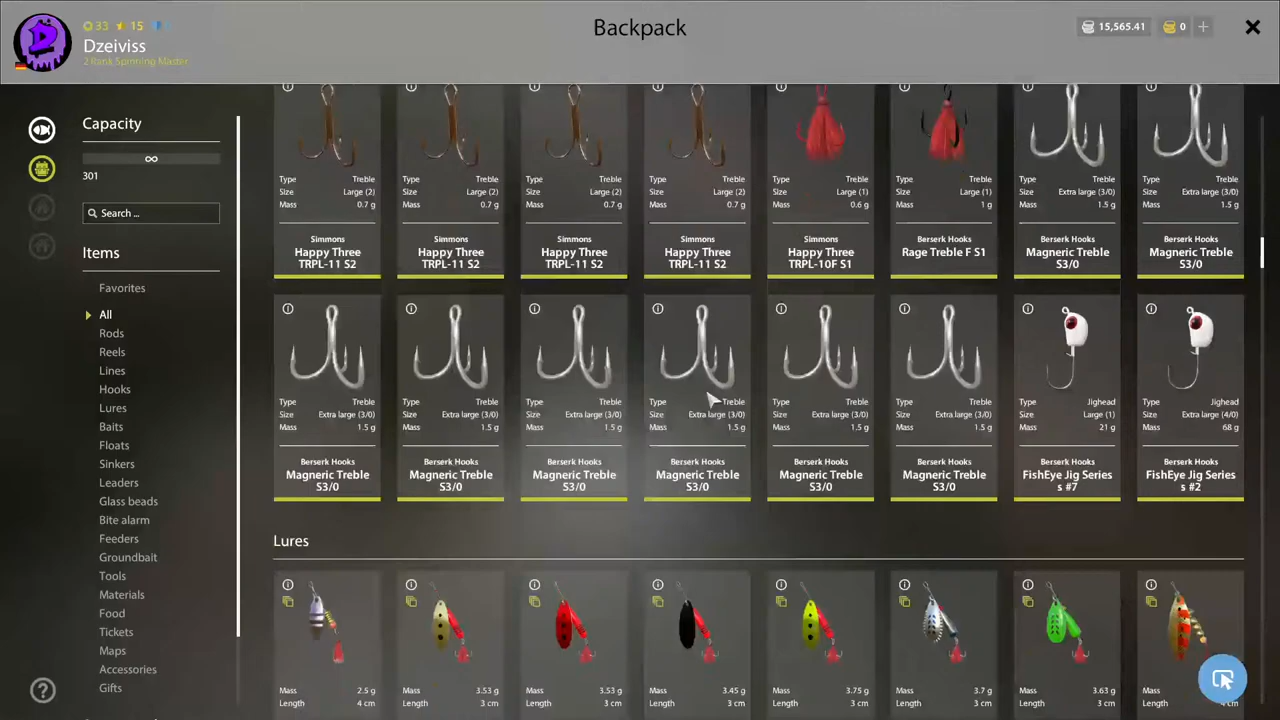 33 15
Dzeiviss
2 Rank Spinning Master
Backpack
15,565.41 0 +
Capacity
∞
301
Search ...
Items
Favorites
All
Rods
Reels
Lines
Hooks
Lures
Baits
Floats
Sinkers
Leaders
Glass beads
Bite alarm
Feeders
Groundbait
Tools
Materials
Food
Tickets
Maps
Accessories
Gifts
Type Treble
Size Large (2)
Mass 0.7 g
Simmons
Happy Three
TRPL-11 S2
Type Treble
Size Large (2)
Mass 0.7 g
Simmons
Happy Three
TRPL-11 S2
Type Treble
Size Large (2)
Mass 0.7 g
Simmons
Happy Three
TRPL-11 S2
Type Treble
Size Large (2)
Mass 0.7 g
Simmons
Happy Three
TRPL-11 S2
Type Treble
Size Large (1)
Mass 0.6 g
Simmons
Happy Three
TRPL-10F S1
Type Treble
Size Large (1)
Mass 1 g
Berserk Hooks
Rage Treble F S1
Type Treble
Size Extra large (3/0)
Mass 1.5 g
Berserk Hooks
Magneric Treble
S3/0
Type Treble
Size Extra large (3/0)
Mass 1.5 g
Berserk Hooks
Magneric Treble
S3/0
Type Treble
Size Extra large (3/0)
Mass 1.5 g
Berserk Hooks
Magneric Treble
S3/0
Type Treble
Size Extra large (3/0)
Mass 1.5 g
Berserk Hooks
Magneric Treble
S3/0
Type Treble
Size Extra large (3/0)
Mass 1.5 g
Berserk Hooks
Magneric Treble
S3/0
Type Treble
Size Extra large (3/0)
Mass 1.5 g
Berserk Hooks
Magneric Treble
S3/0
Type Treble
Size Extra large (3/0)
Mass 1.5 g
Berserk Hooks
Magneric Treble
S3/0
Type Treble
Size Extra large (3/0)
Mass 1.5 g
Berserk Hooks
Magneric Treble
S3/0
Type Jighead
Size Large (1)
Mass 21 g
Berserk Hooks
FishEye Jig Serie
s #7
Type Jighead
Size Extra large (4/0)
Mass 68 g
Berserk Hooks
FishEye Jig Serie
s #2
Lures
Mass 2.5 g
Length 4 cm
Mass 3.53 g
Length 3 cm
Mass 3.53 g
Length 3 cm
Mass 3.45 g
Length 3 cm
Mass 3.75 g
Length 3 cm
Mass 3.7 g
Length 3 cm
Mass 3.63 g
Length 3 cm
Mass
Length cm